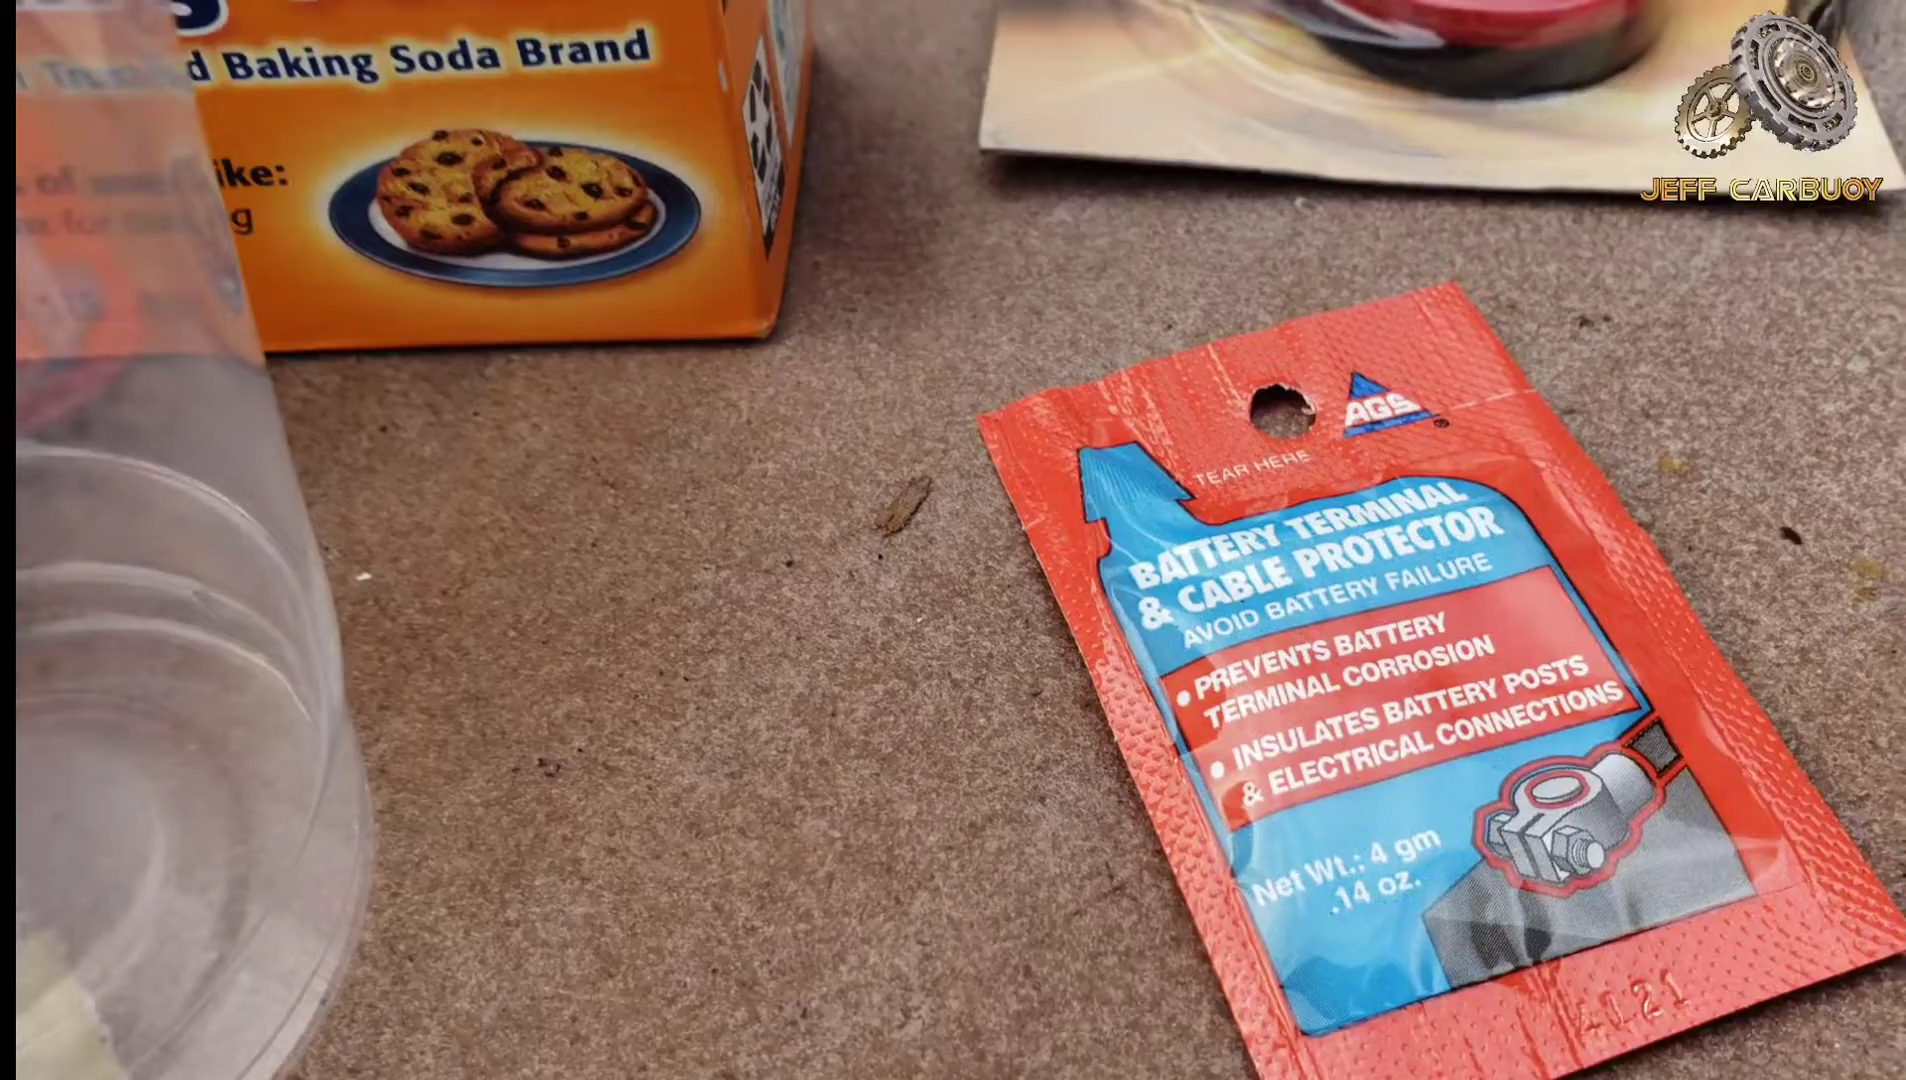 d Baking Soda Brand
ike:
JEFF CARBUOY
AGS
TEAR HERE
BATTERY TERMINAL
& CABLE PROTECTOR
AVOID BATTERY FAILURE
• PREVENTS BATTERY
TERMINAL CORROSION
• INSULATES BATTERY POSTS
& ELECTRICAL CONNECTIONS
Net Wt.: 4 gm
.14 oz.
4L21